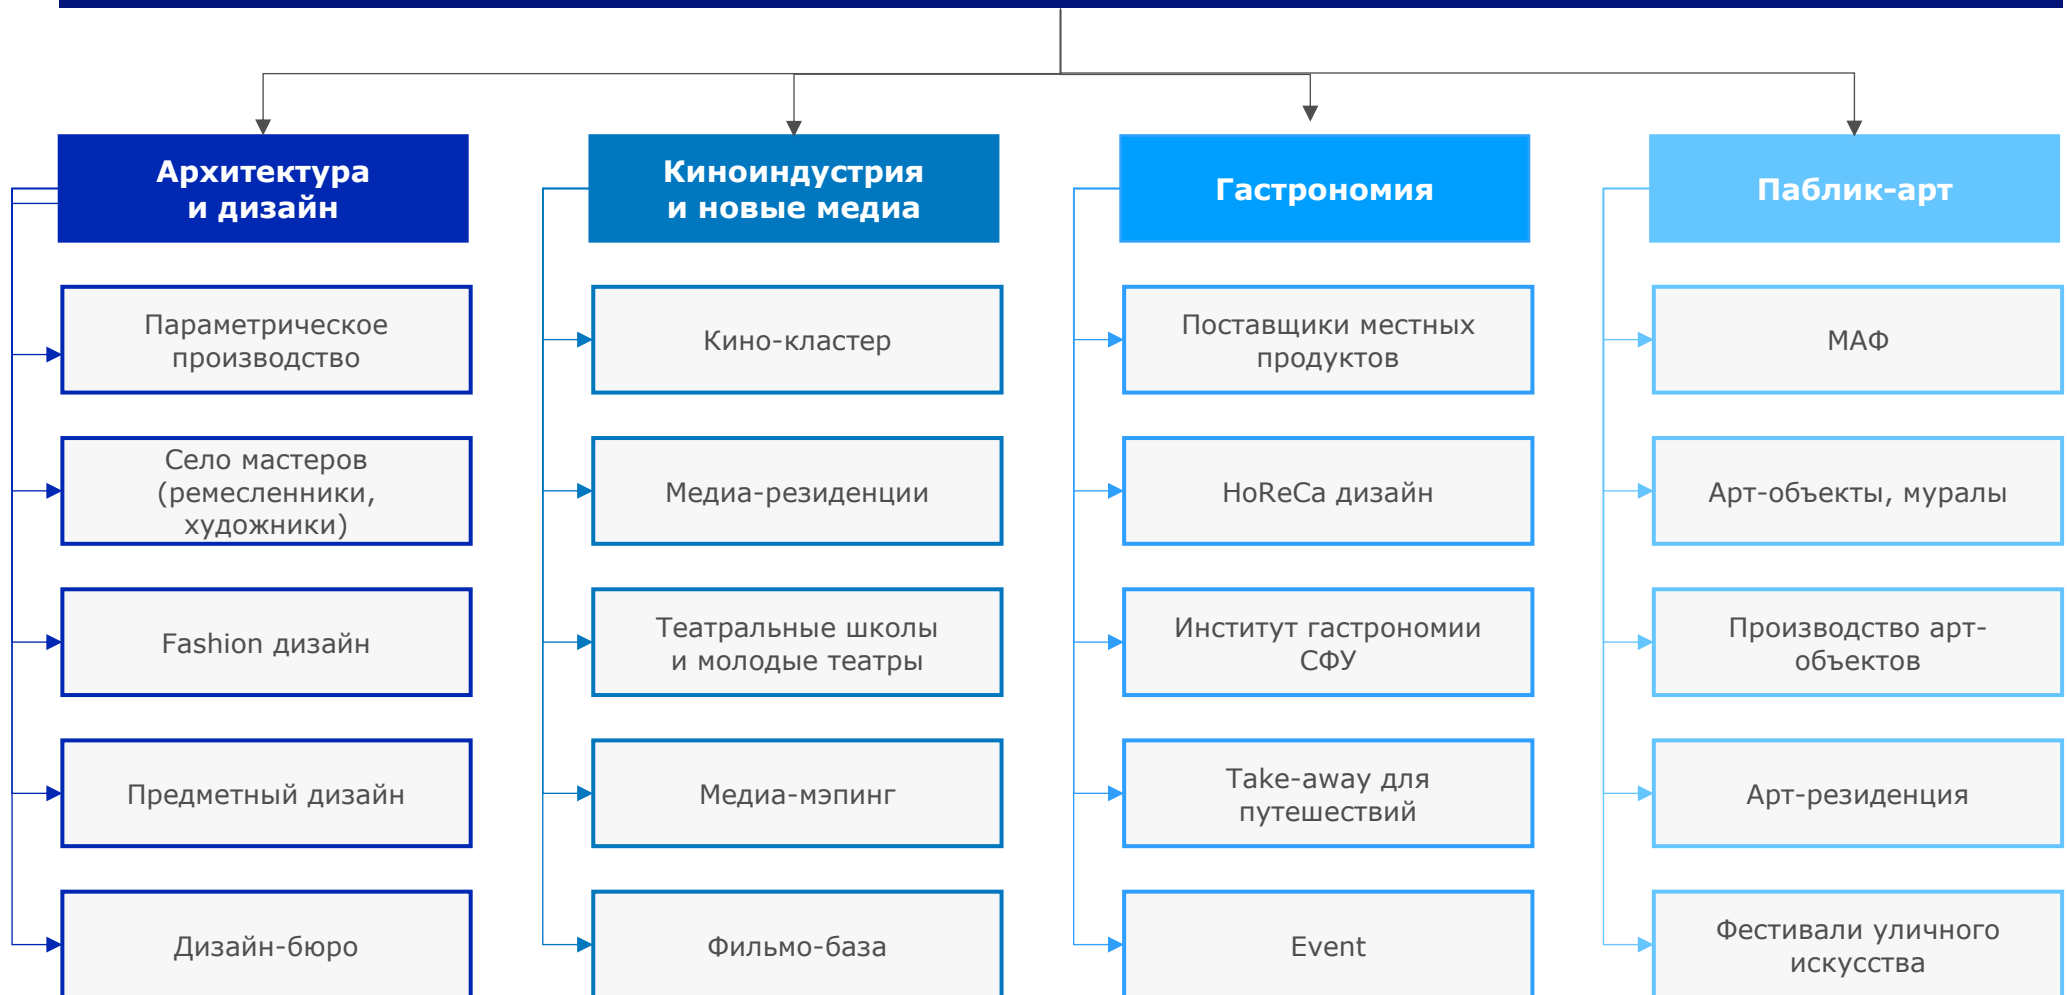 Архитектура
и дизайн
Параметрическое
производство
Село мастеров
(ремесленники,
художники)
Fashion дизайн
Предметный дизайн
Дизайн-бюро
Киноиндустрия
и новые медиа
Кино-кластер
Медиа-резиденции
Театральные школы
и молодые театры
Медиа-мэпинг
Фильмо-база
Гастрономия
Поставщики местных
продуктов
HoReCa дизайн
Институт гастрономии
СФУ
Take-away для
путешествий
Event
Паблик-арт
МАФ
Арт-объекты, муралы
Производство арт-
объектов
Арт-резиденция
Фестивали уличного
искусства